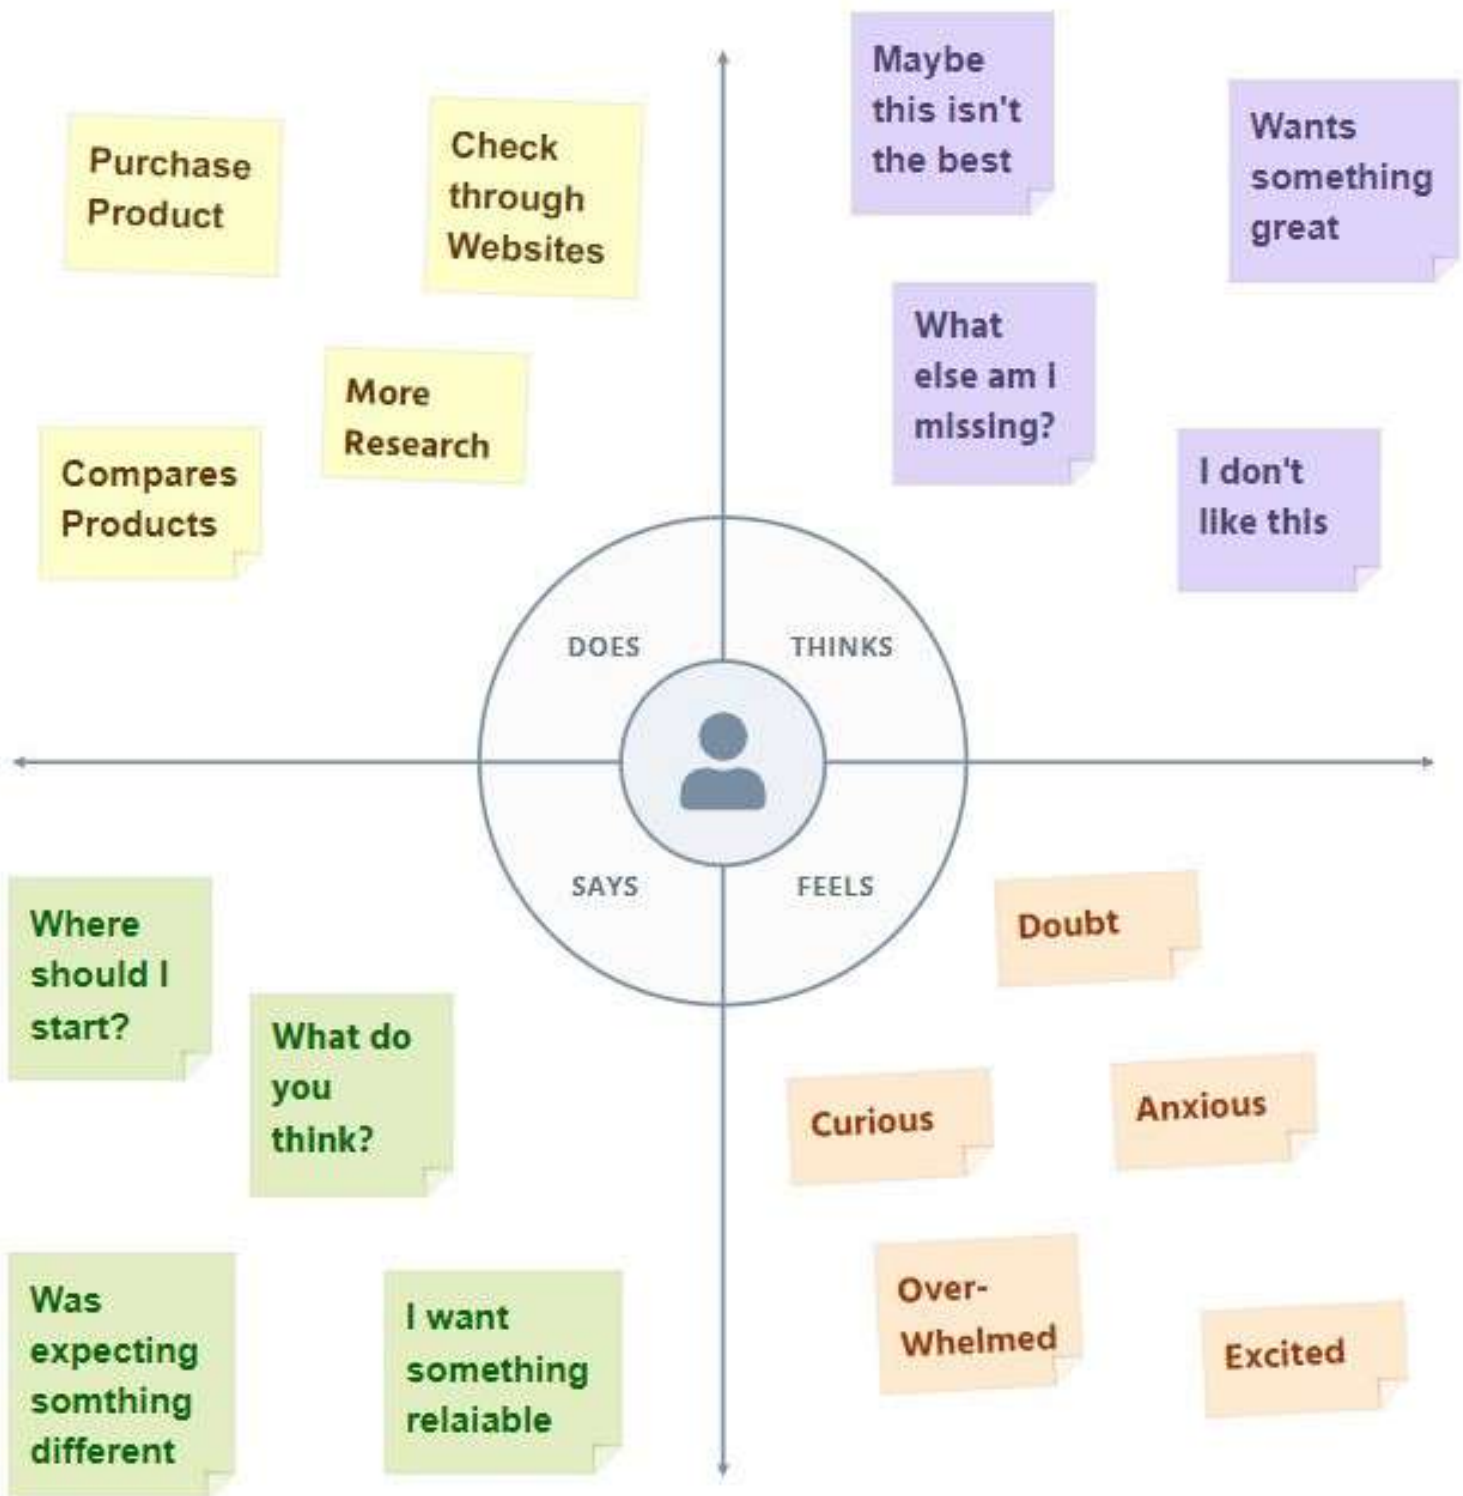 Purchase
Product
Check
through
Websites
More
Research
Compares
Products
Maybe
this isn't
the best
Wants
something
great
What
else am I
missing?
I don't
like this
DOES
THINKS
SAYS
FEELS
Where
should I
start?
What do
you
think?
Was
expecting
somthing
different
I want
something
relaiable
Doubt
Curious
Anxious
Over-
Whelmed
Excited